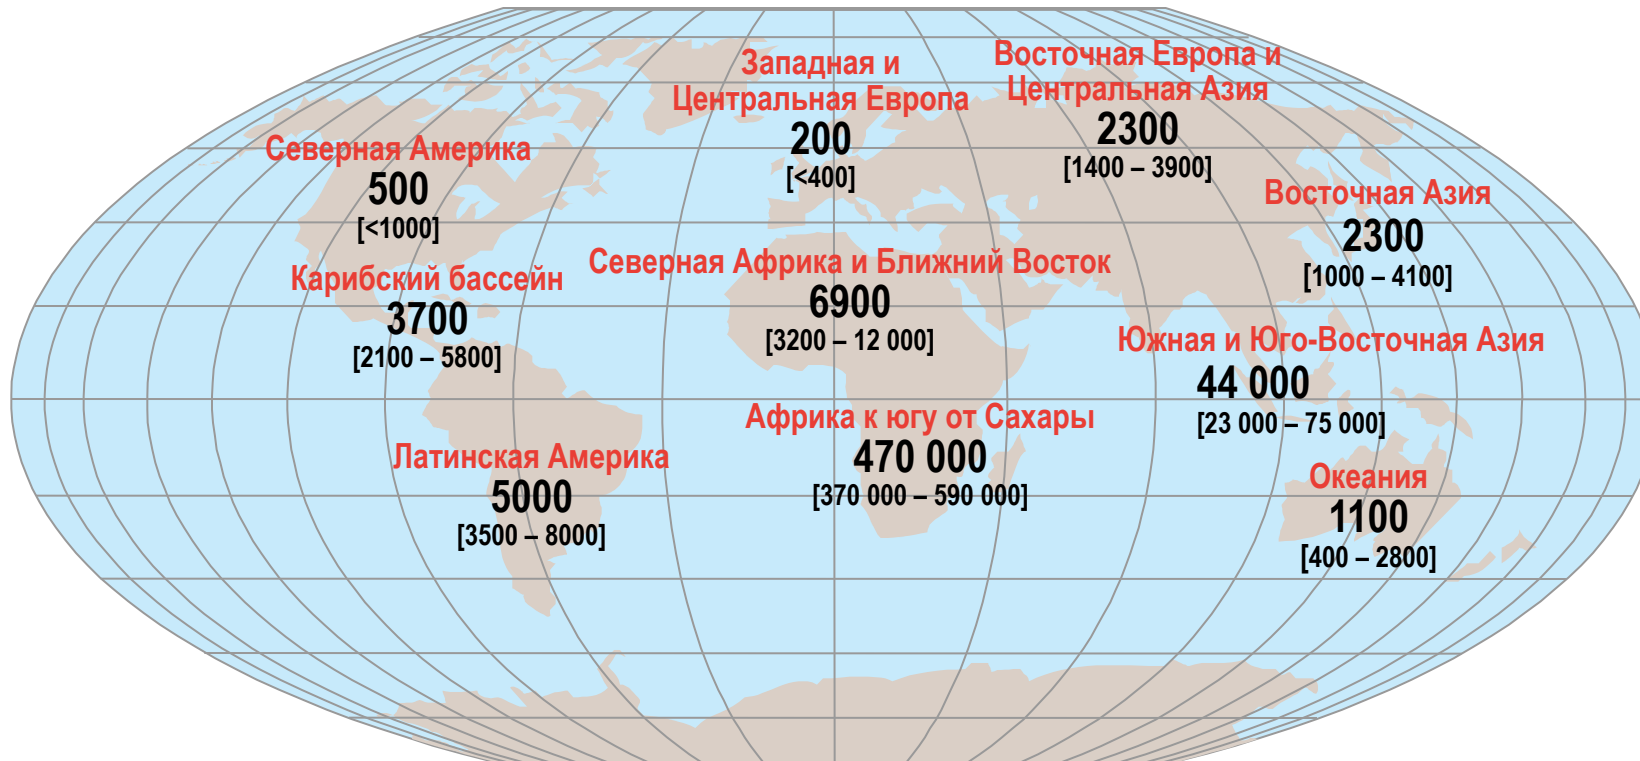 Западная и
Центральная Европа
200
[<400]
Восточная Европа и
Центральная Азия
2300
[1400 – 3900]
Северная Америка
500
[<1000]
Восточная Азия
2300
[1000 – 4100]
Карибский бассейн
3700
[2100 – 5800]
Северная Африка и Ближний Восток
6900
[3200 – 12 000]
Южная и Юго-Восточная Азия
44 000
[23 000 – 75 000]
Африка к югу от Сахары
470 000
[370 000 – 590 000]
Латинская Америка
5000
[3500 – 8000]
Океания
1100
[400 – 2800]